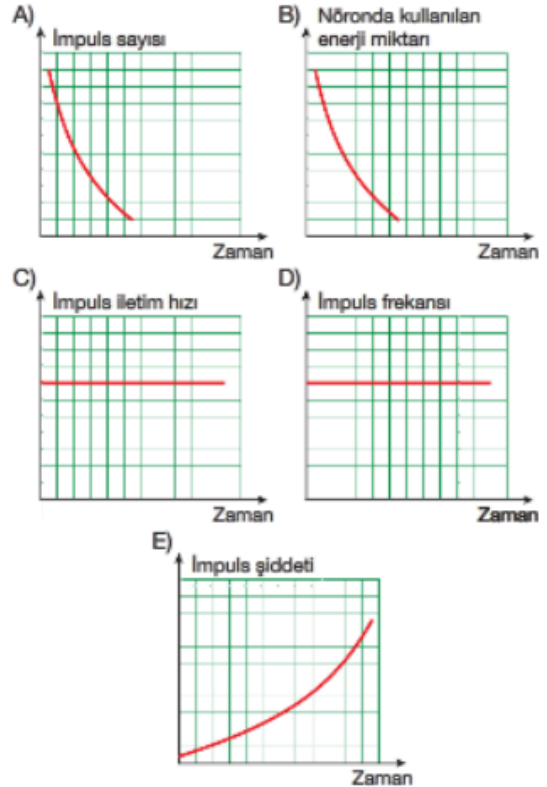 A)
İmpuls sayısı
Zaman
B)
Nöronda kullanılan
enerji miktarı
Zaman
C)
İmpuls iletim hızı
Zaman
D)
İmpuls frekansı
Zaman
E)
İmpuls şiddeti
Zaman